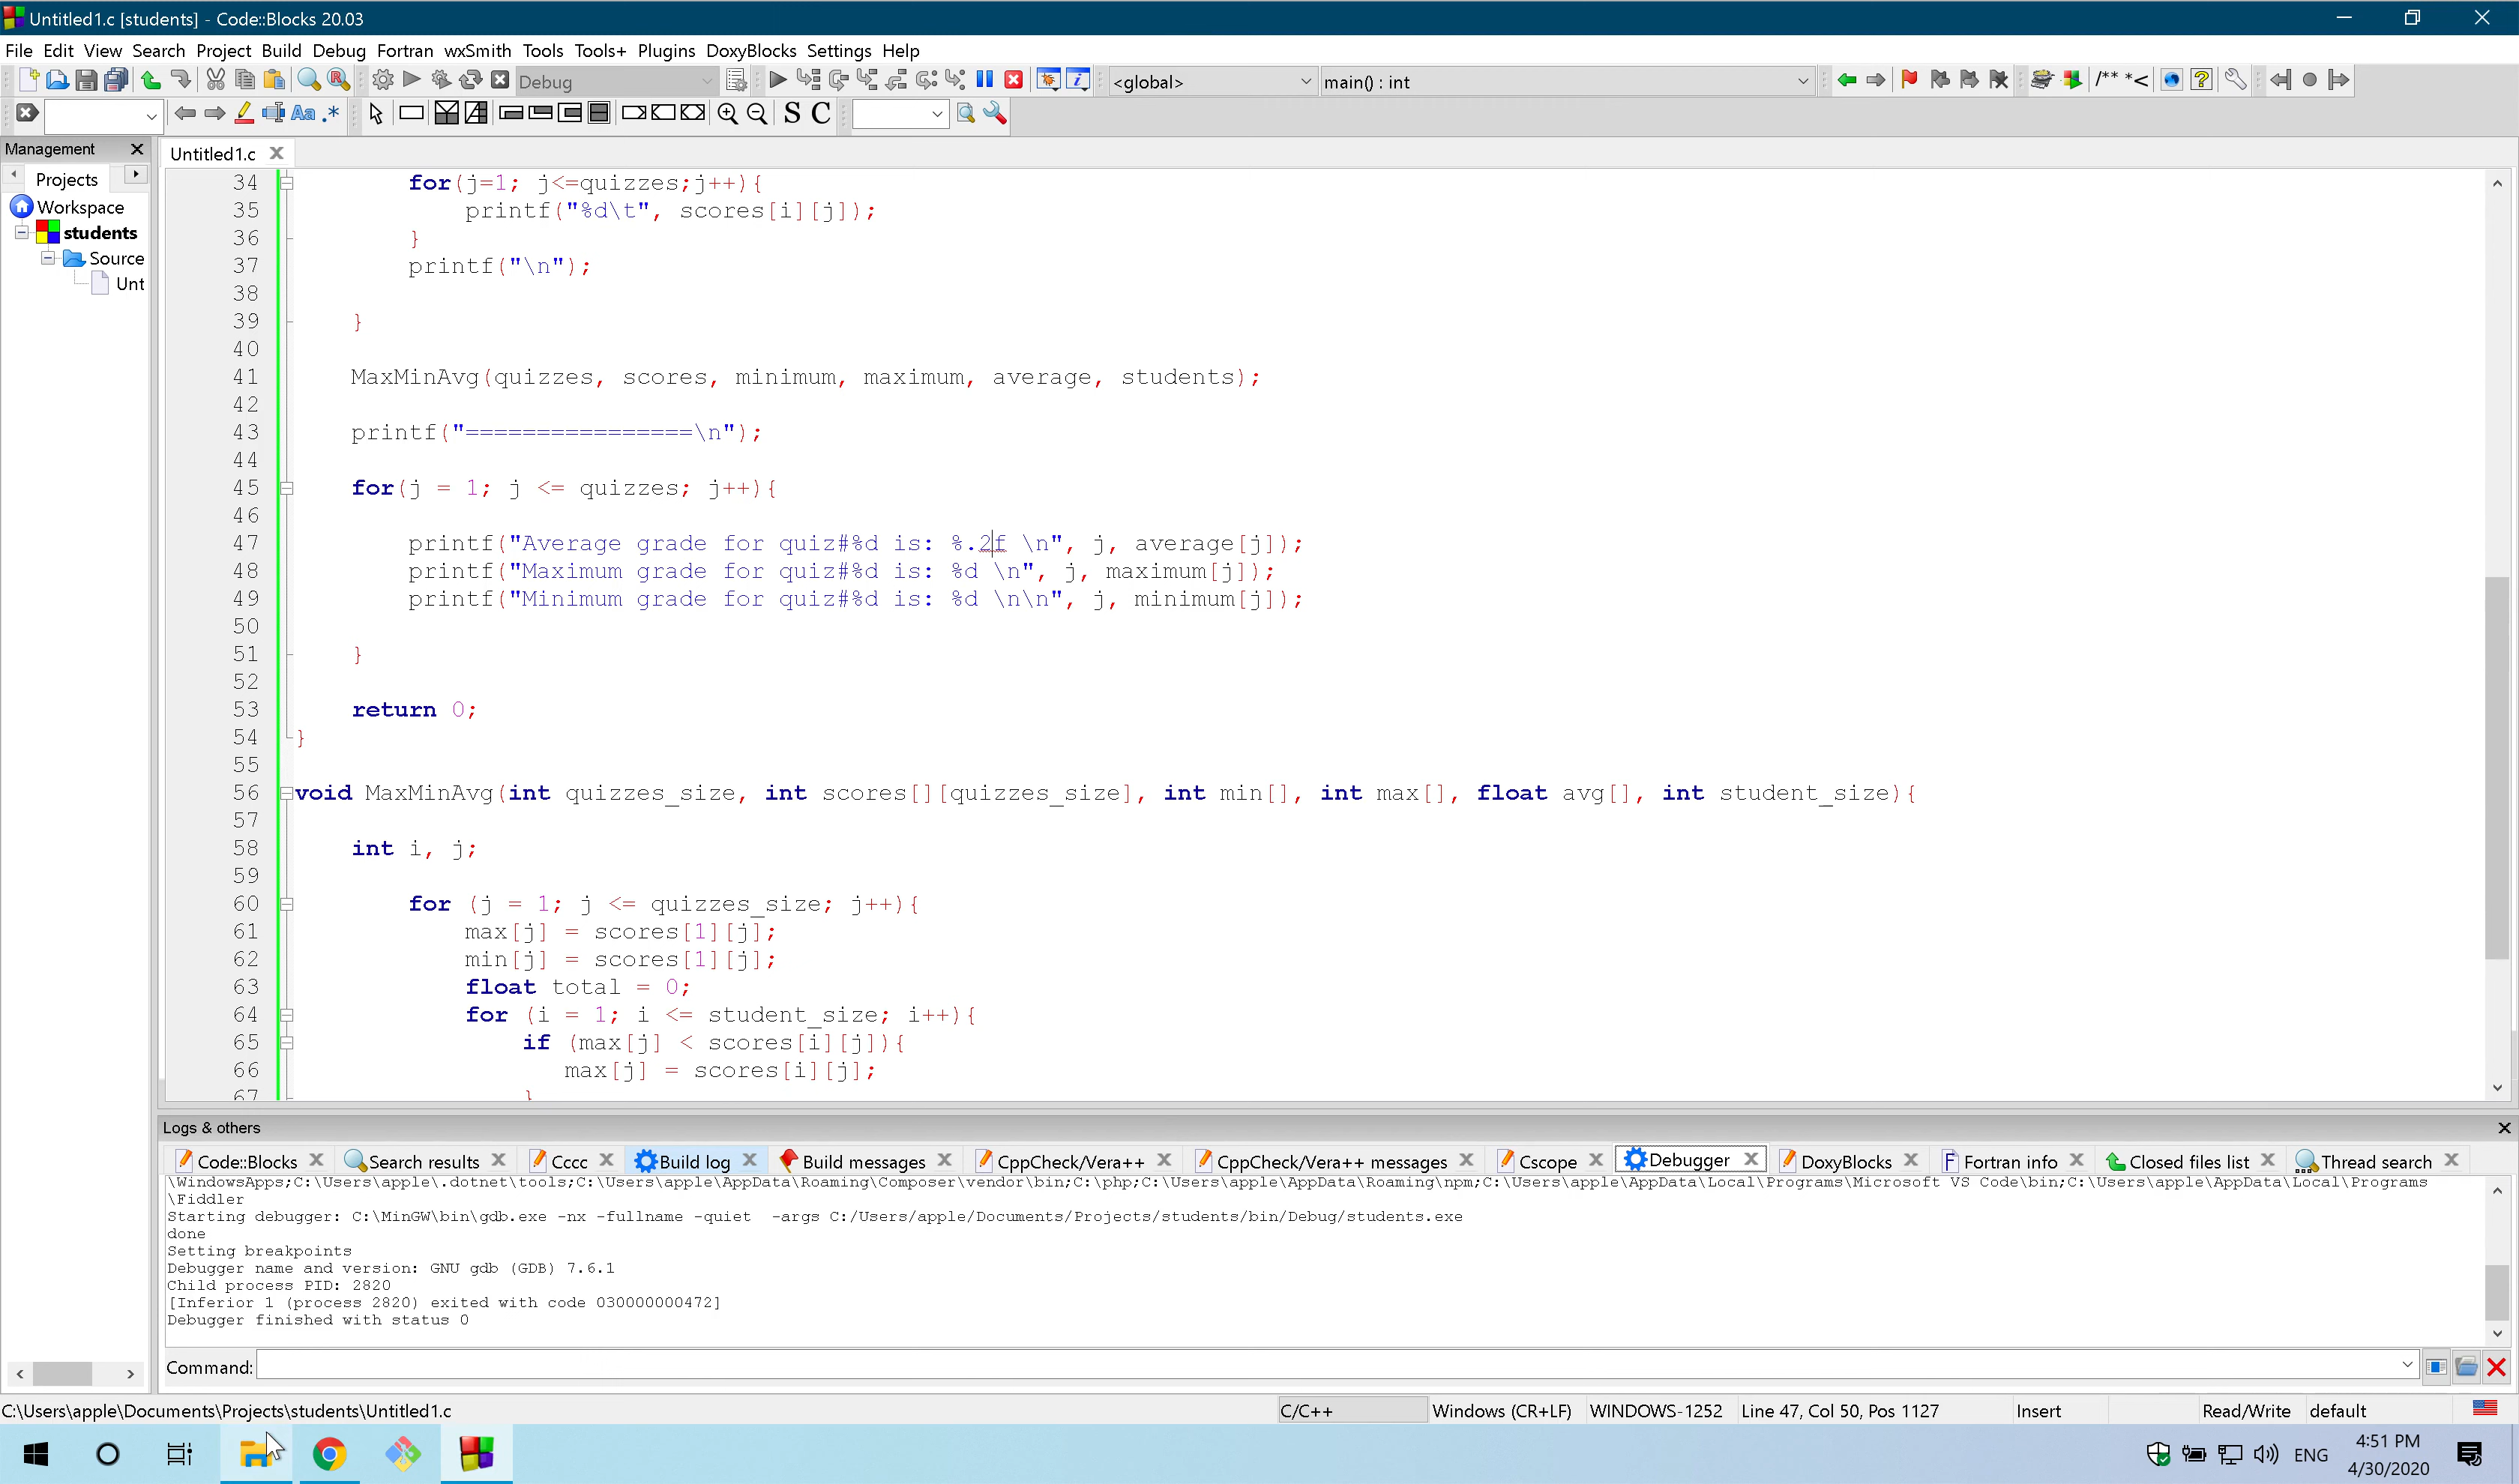 Untitled1.c [students] - Code::Blocks 20.03
File Edit View Search Project Build Debug Fortran wxSmith Tools Tools+ Plugins DoxyBlocks Settings Help
Debug <global> main() : int /** *<
Aa .* S C
Management
Untitled1.c
Projects
Workspace
students
Source
Unt
34 for(j=1; j<=quizzes;j++){
35 printf("%d\t", scores[i][j]);
36 }
37 printf("\n");
38
39 }
40
41 MaxMinAvg(quizzes, scores, minimum, maximum, average, students);
42
43 printf("================\n");
44
45 for(j = 1; j <= quizzes; j++){
46
47 printf("Average grade for quiz#%d is: %.2f \n", j, average[j]);
48 printf("Maximum grade for quiz#%d is: %d \n", j, maximum[j]);
49 printf("Minimum grade for quiz#%d is: %d \n\n", j, minimum[j]);
50
51 }
52
53 return 0;
54 }
55
56 void MaxMinAvg(int quizzes_size, int scores[][quizzes_size], int min[], int max[], float avg[], int student_size){
57
58 int i, j;
59
60 for (j = 1; j <= quizzes_size; j++){
61 max[j] = scores[1][j];
62 min[j] = scores[1][j];
63 float total = 0;
64 for (i = 1; i <= student_size; i++){
65 if (max[j] < scores[i][j]){
66 max[j] = scores[i][j];
67 }
Logs & others
Code::Blocks Search results Cccc Build log Build messages CppCheck/Vera++ CppCheck/Vera++ messages Cscope Debugger DoxyBlocks Fortran info Closed files list Thread search
\WindowsApps;C:\Users\apple\.dotnet\tools;C:\Users\apple\AppData\Roaming\Composer\vendor\bin;C:\php;C:\Users\apple\AppData\Roaming\npm;C:\Users\apple\AppData\Local\Programs\Microsoft VS Code\bin;C:\Users\apple\AppData\Local\Programs
\Fiddler
Starting debugger: C:\MinGW\bin\gdb.exe -nx -fullname -quiet -args C:/Users/apple/Documents/Projects/students/bin/Debug/students.exe
done
Setting breakpoints
Debugger name and version: GNU gdb (GDB) 7.6.1
Child process PID: 2820
[Inferior 1 (process 2820) exited with code 030000000472]
Debugger finished with status 0
Command:
C:\Users\apple\Documents\Projects\students\Untitled1.c C/C++ Windows (CR+LF) WINDOWS-1252 Line 47, Col 50, Pos 1127 Insert Read/Write default
ENG 4:51 PM
4/30/2020